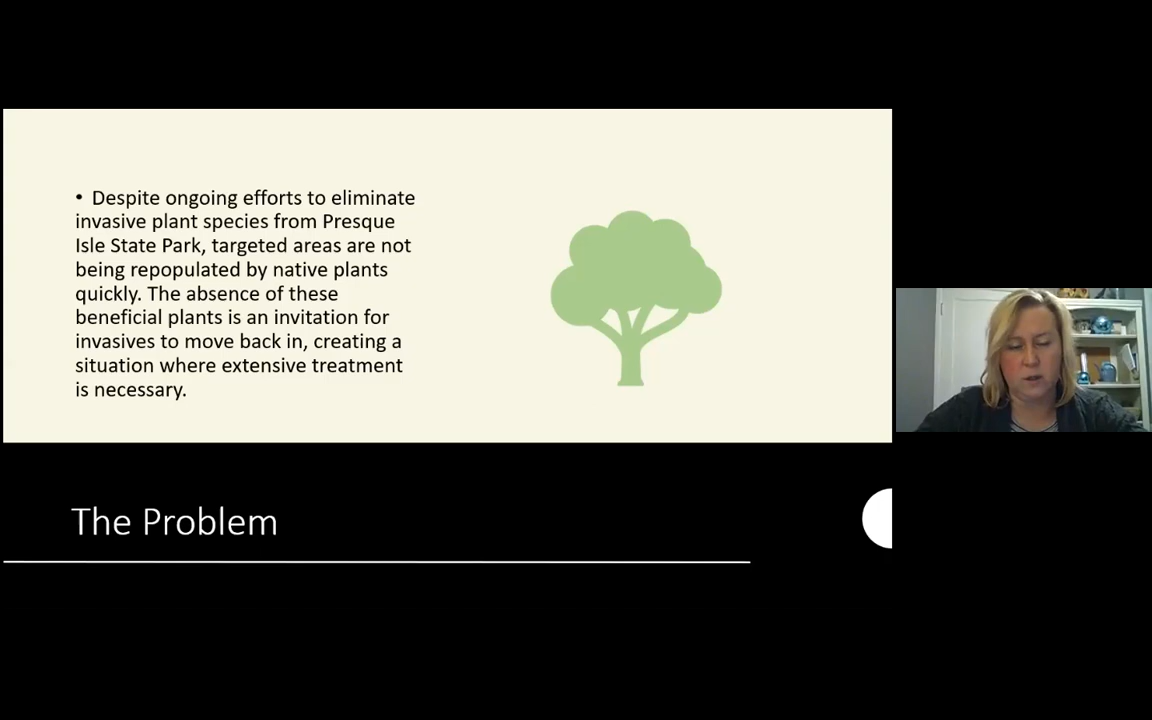 • Despite ongoing efforts to eliminate
invasive plant species from Presque
Isle State Park, targeted areas are not
being repopulated by native plants
quickly. The absence of these
beneficial plants is an invitation for
invasives to move back in, creating a
situation where extensive treatment
is necessary.
The Problem